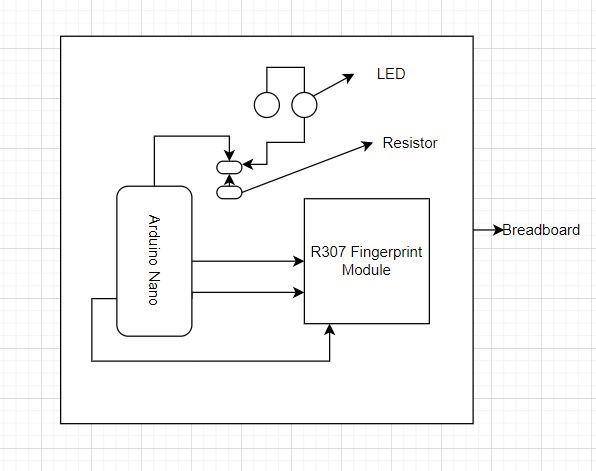 LED
Resistor
Arduino Nano
R307 Fingerprint
Module
Breadboard